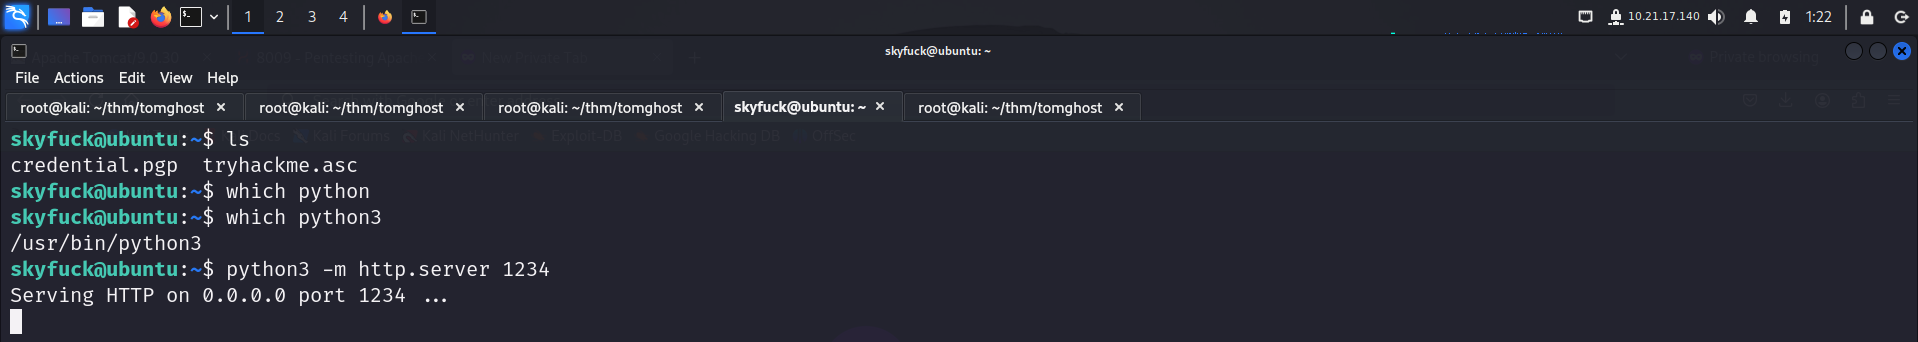 1 2 3 4 10.21.17.140 1:22
skyfuck@ubuntu: ~
File Actions Edit View Help
root@kali: ~/thm/tomghost × root@kali: ~/thm/tomghost × root@kali: ~/thm/tomghost × skyfuck@ubuntu: ~ × root@kali: ~/thm/tomghost ×
skyfuck@ubuntu:~$ ls
credential.pgp  tryhackme.asc
skyfuck@ubuntu:~$ which python
skyfuck@ubuntu:~$ which python3
/usr/bin/python3
skyfuck@ubuntu:~$ python3 -m http.server 1234
Serving HTTP on 0.0.0.0 port 1234 ...